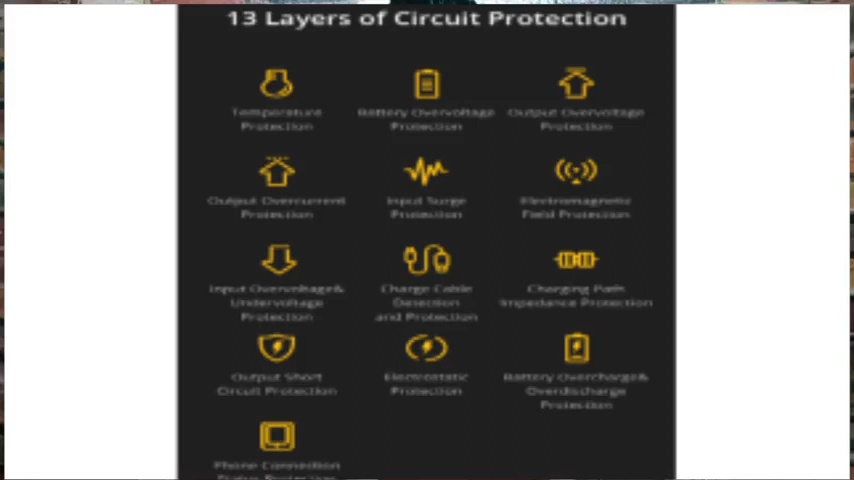 13 Layers of Circuit Protection
Temperature
Protection
Battery Overvoltage
Protection
Output Overvoltage
Protection
Output Overcurrent
Protection
Input Surge
Protection
Electromagnetic
Field Protection
Input Overvoltage&
Undervoltage
Protection
Charge Cable
Detection
and Protection
Charging Path
Impedance Protection
Output Short
Circuit Protection
Electrostatic
Protection
Battery Overcharge&
Overdischarge
Protection
Phone Connection
Status Protection